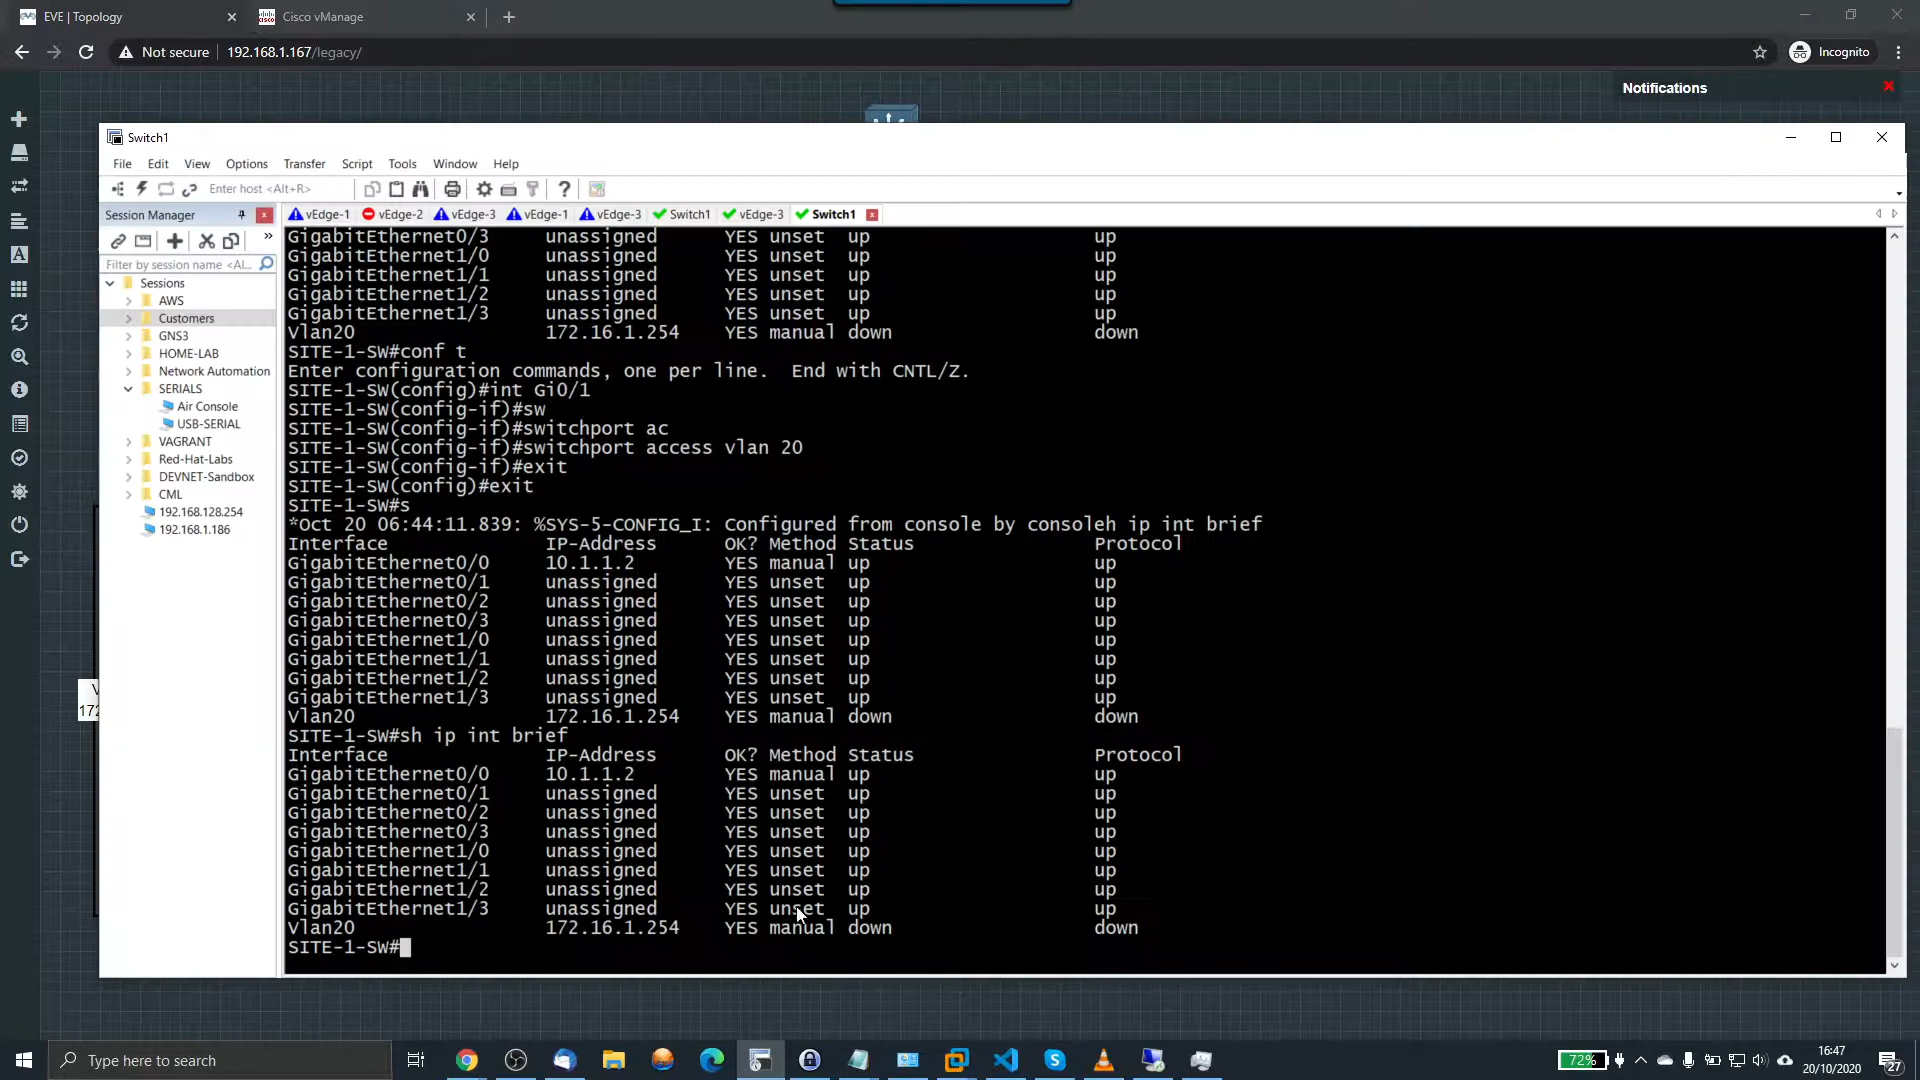 EVE | Topology
Cisco vManage
Not secure
192.168.1.167/legacy/
Incognito
Notifications
Switch1
File Edit View Options Transfer Script Tools Window Help
Enter host <Alt+R>
Session Manager
vEdge-1 vEdge-2 vEdge-3 vEdge-1 vEdge-3 Switch1 vEdge-3 Switch1
Filter by session name <Al...
Sessions
AWS
Customers
GNS3
HOME-LAB
Network Automation
SERIALS
Air Console
USB-SERIAL
VAGRANT
Red-Hat-Labs
DEVNET-Sandbox
CML
192.168.128.254
192.168.1.186
GigabitEthernet0/3 unassigned YES unset up up
GigabitEthernet1/0 unassigned YES unset up up
GigabitEthernet1/1 unassigned YES unset up up
GigabitEthernet1/2 unassigned YES unset up up
GigabitEthernet1/3 unassigned YES unset up up
Vlan20 172.16.1.254 YES manual down down
SITE-1-SW#conf t
Enter configuration commands, one per line. End with CNTL/Z.
SITE-1-SW(config)#int Gi0/1
SITE-1-SW(config-if)#sw
SITE-1-SW(config-if)#switchport ac
SITE-1-SW(config-if)#switchport access vlan 20
SITE-1-SW(config-if)#exit
SITE-1-SW(config)#exit
SITE-1-SW#s
*Oct 20 06:44:11.839: %SYS-5-CONFIG_I: Configured from console by consoleh ip int brief
Interface IP-Address OK? Method Status Protocol
GigabitEthernet0/0 10.1.1.2 YES manual up up
GigabitEthernet0/1 unassigned YES unset up up
GigabitEthernet0/2 unassigned YES unset up up
GigabitEthernet0/3 unassigned YES unset up up
GigabitEthernet1/0 unassigned YES unset up up
GigabitEthernet1/1 unassigned YES unset up up
GigabitEthernet1/2 unassigned YES unset up up
GigabitEthernet1/3 unassigned YES unset up up
Vlan20 172.16.1.254 YES manual down down
SITE-1-SW#sh ip int brief
Interface IP-Address OK? Method Status Protocol
GigabitEthernet0/0 10.1.1.2 YES manual up up
GigabitEthernet0/1 unassigned YES unset up up
GigabitEthernet0/2 unassigned YES unset up up
GigabitEthernet0/3 unassigned YES unset up up
GigabitEthernet1/0 unassigned YES unset up up
GigabitEthernet1/1 unassigned YES unset up up
GigabitEthernet1/2 unassigned YES unset up up
GigabitEthernet1/3 unassigned YES unset up up
Vlan20 172.16.1.254 YES manual down down
SITE-1-SW#
172
Type here to search
72%
16:47
20/10/2020
27